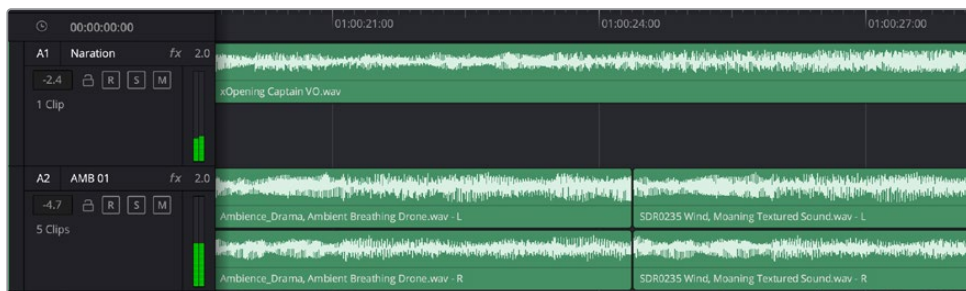 00:00:00:00 01:00:21:00 01:00:24:00 01:00:27:00
A1 Naration fx 2.0
-2.4 R S M
1 Clip
xOpening Captain VO.wav
A2 AMB 01 fx 2.0
-4.7 R S M
5 Clips
Ambience_Drama, Ambient Breathing Drone.wav - L SDR0235 Wind, Moaning Textured Sound.wav - L
Ambience_Drama, Ambient Breathing Drone.wav - R SDR0235 Wind, Moaning Textured Sound.wav - R